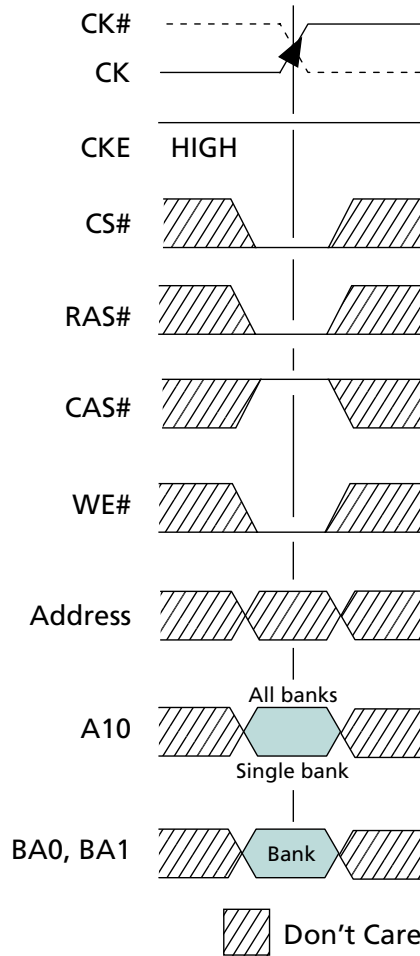 CK#
CK
CKE HIGH
CS#
RAS#
CAS#
WE#
Address
All banks
A10
Single bank
BA0, BA1 Bank
Don't Care